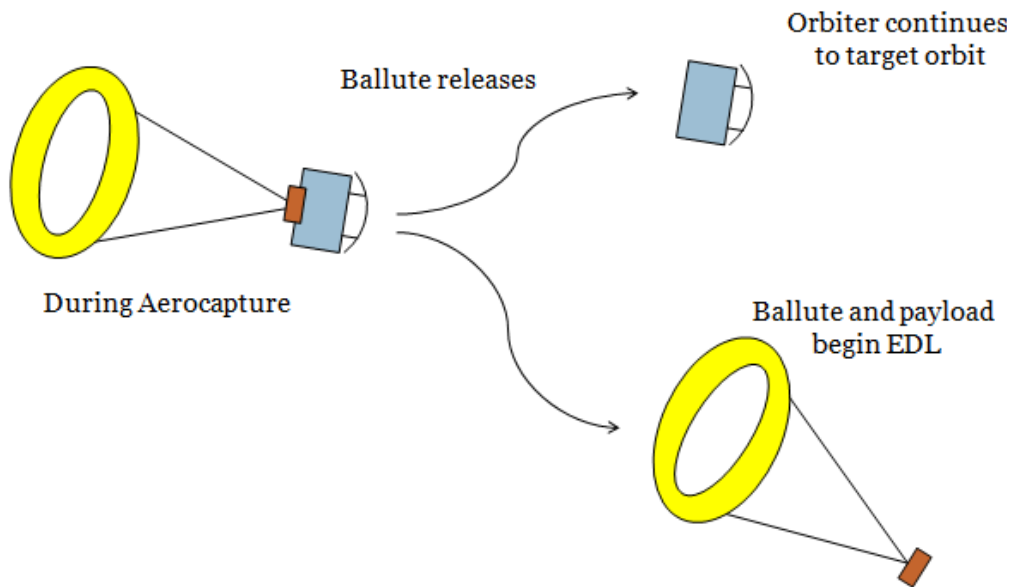 Orbiter continues
to target orbit
Ballute releases
During Aerocapture
Ballute and payload
begin EDL